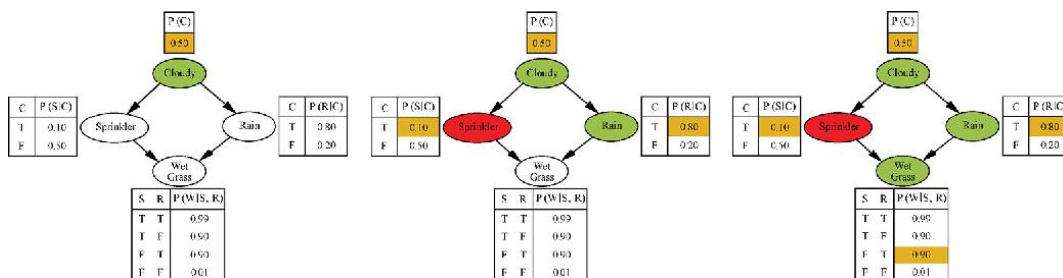 P (C)
0.50
Cloudy
C P (S|C)
T 0.10
F 0.50
Sprinkler
Rain
C P (R|C)
T 0.80
F 0.20
Wet
Grass
S R P (W|S, R)
T T 0.99
T F 0.90
F T 0.90
F F 0.01
P (C)
0.50
Cloudy
C P (S|C)
T 0.10
F 0.50
Sprinkler
Rain
C P (R|C)
T 0.80
F 0.20
Wet
Grass
S R P (W|S, R)
T T 0.99
T F 0.90
F T 0.90
F F 0.01
P (C)
0.50
Cloudy
C P (S|C)
T 0.10
F 0.50
Sprinkler
Rain
C P (R|C)
T 0.80
F 0.20
Wet
Grass
S R P (W|S, R)
T T 0.99
T F 0.90
F T 0.90
F F 0.01